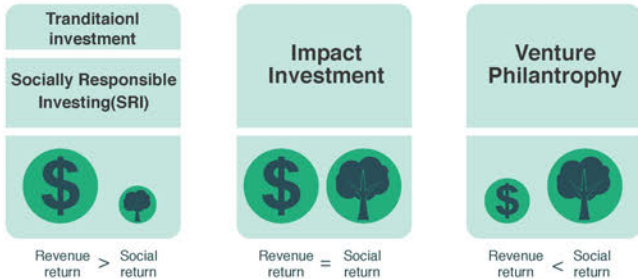 Tranditaionl
investment
Socially Responsible
Investing(SRI)
$
Revenue
return
>
Social
return
Impact
Investment
$
Revenue
return
=
Social
return
Venture
Philantrophy
$
Revenue
return
<
Social
return